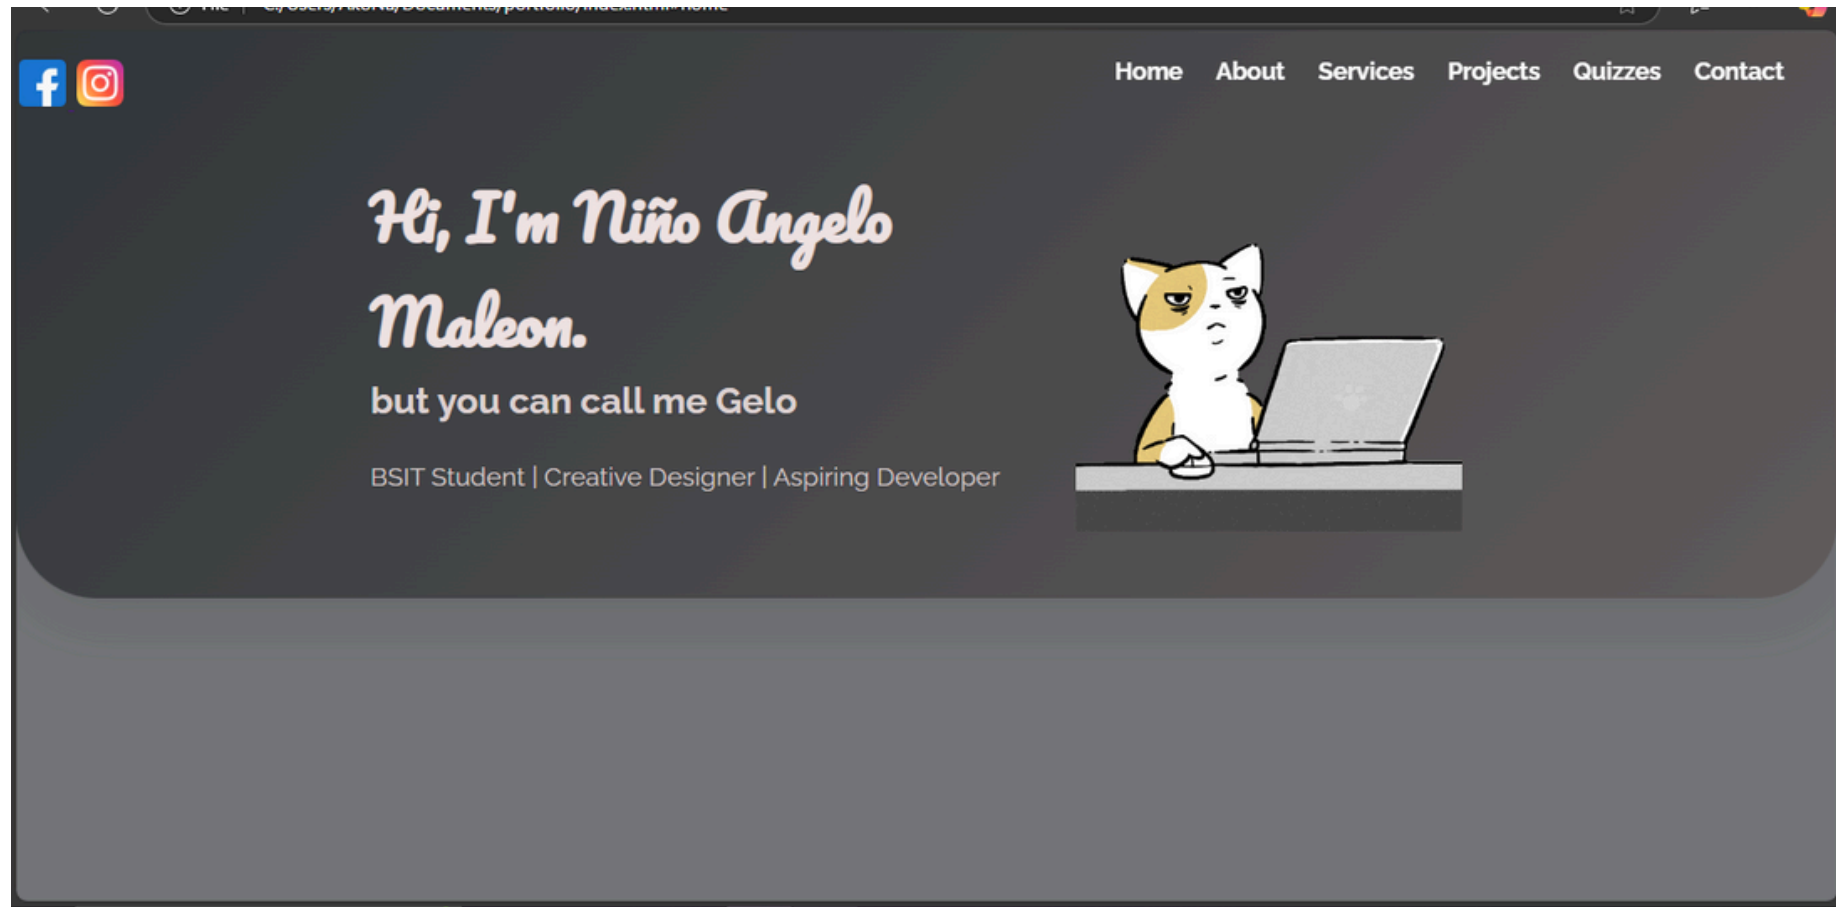 Home About Services Projects Quizzes Contact
Hi, I'm Niño Angelo
Maleon.
but you can call me Gelo
BSIT Student | Creative Designer | Aspiring Developer